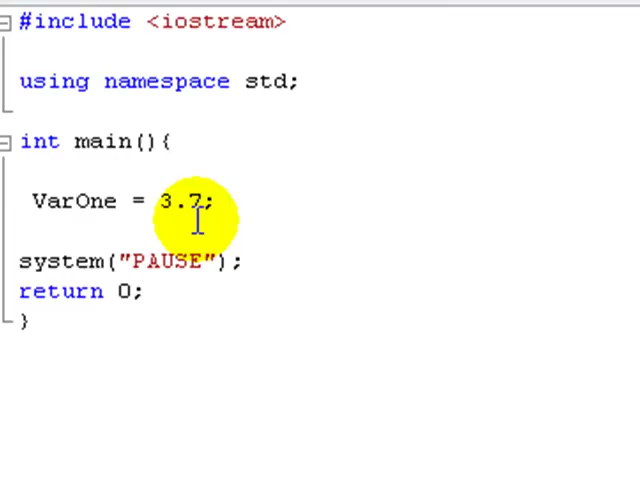 #include <iostream>
using namespace std;
int main(){
VarOne = 3.7;
system("PAUSE");
return 0;
}